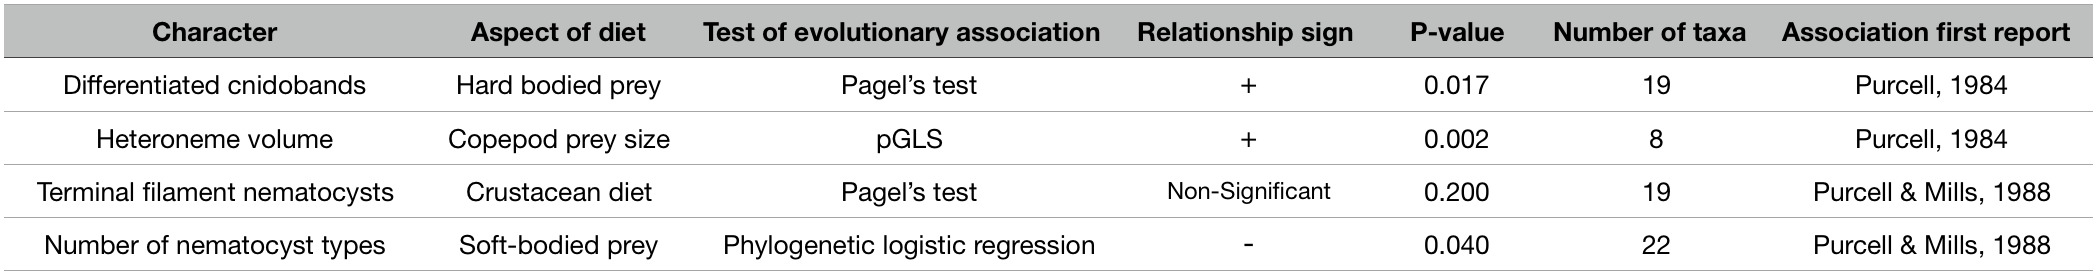 Character Aspect of diet Test of evolutionary association Relationship sign P-value Number of taxa Association first report
Differentiated cnidobands Hard bodied prey Pagel’s test + 0.017 19 Purcell, 1984
Heteroneme volume Copepod prey size pGLS + 0.002 8 Purcell, 1984
Terminal filament nematocysts Crustacean diet Pagel’s test Non-Significant 0.200 19 Purcell & Mills, 1988
Number of nematocyst types Soft-bodied prey Phylogenetic logistic regression - 0.040 22 Purcell & Mills, 1988